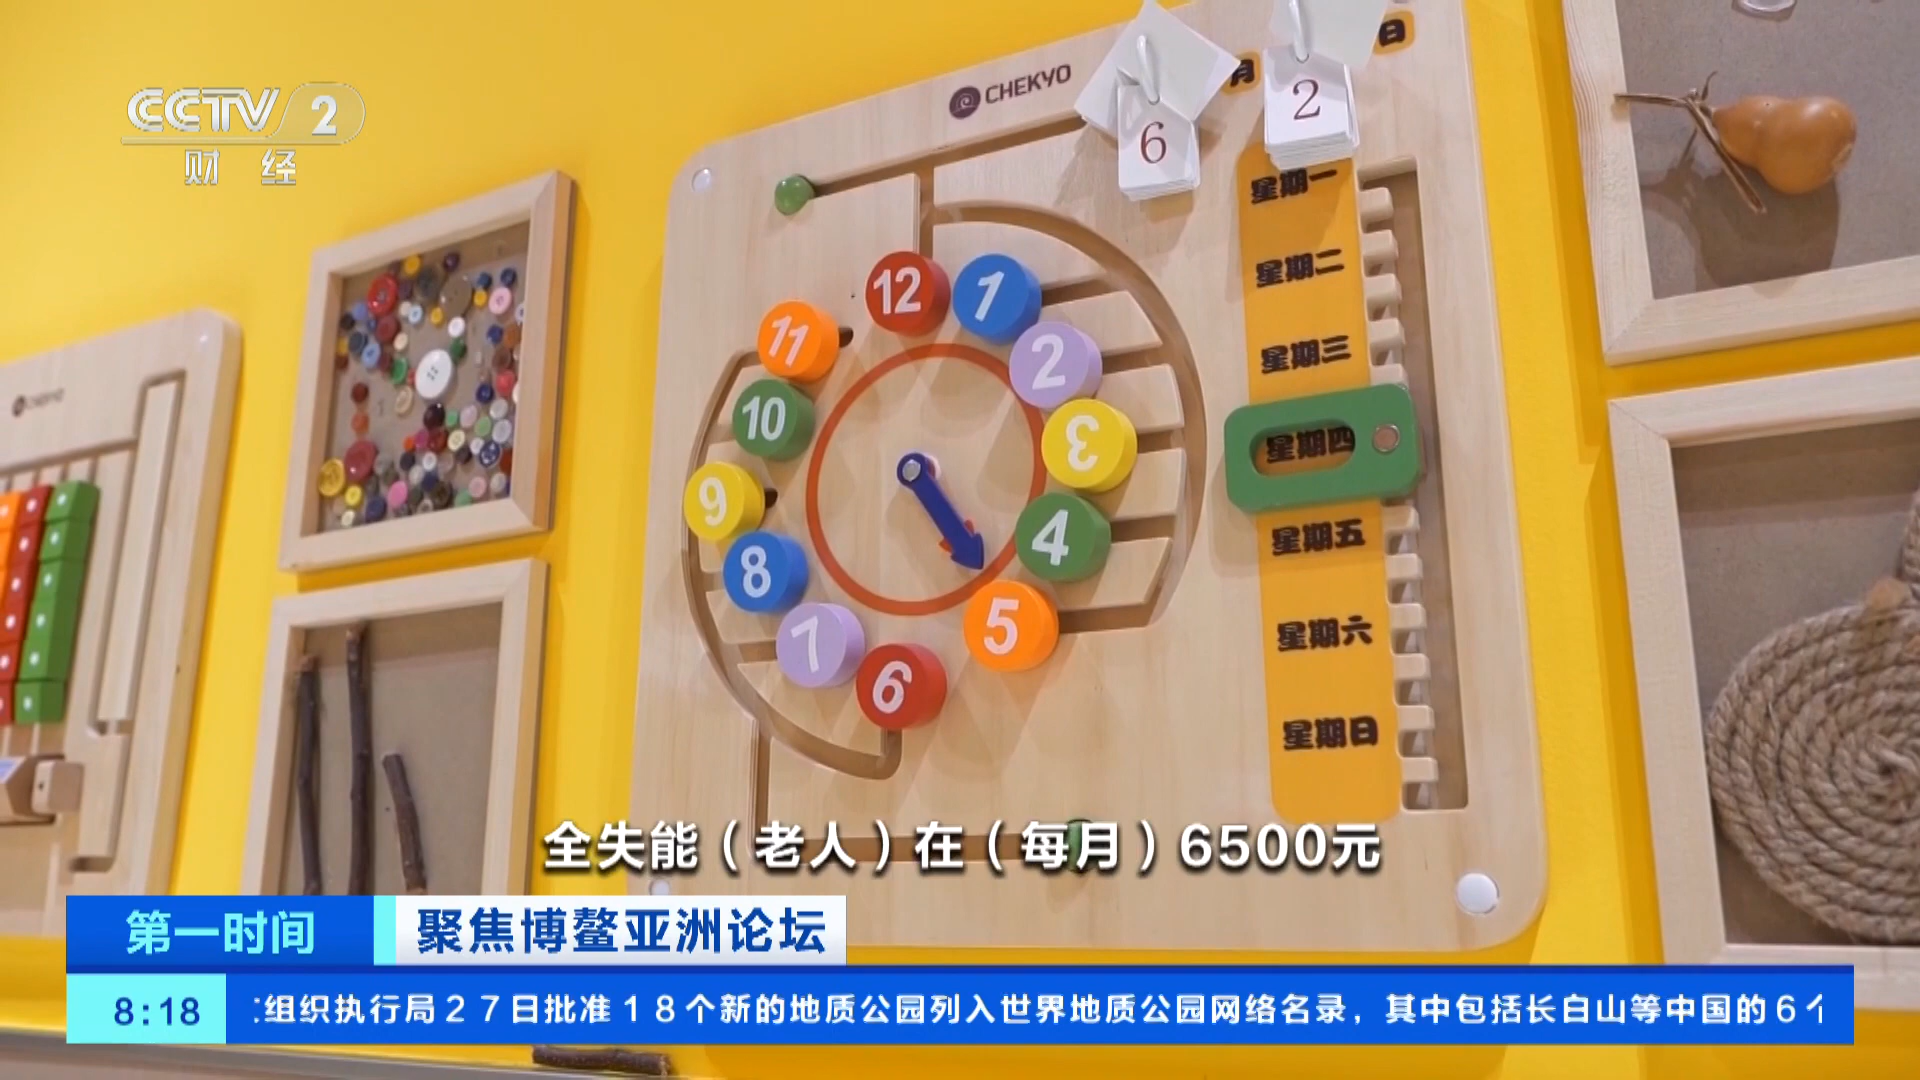 CCTV 2
财 经
CHEKYO
月
日
6
2
星期一
星期二
星期三
星期四
星期五
星期六
星期日
12
1
2
3
4
5
6
7
8
9
10
11
CHEKYO
全失能（老人）在（每月）6500元
第一时间
聚焦博鳌亚洲论坛
8:18
组织执行局27日批准18个新的地质公园列入世界地质公园网络名录，其中包括长白山等中国的6个